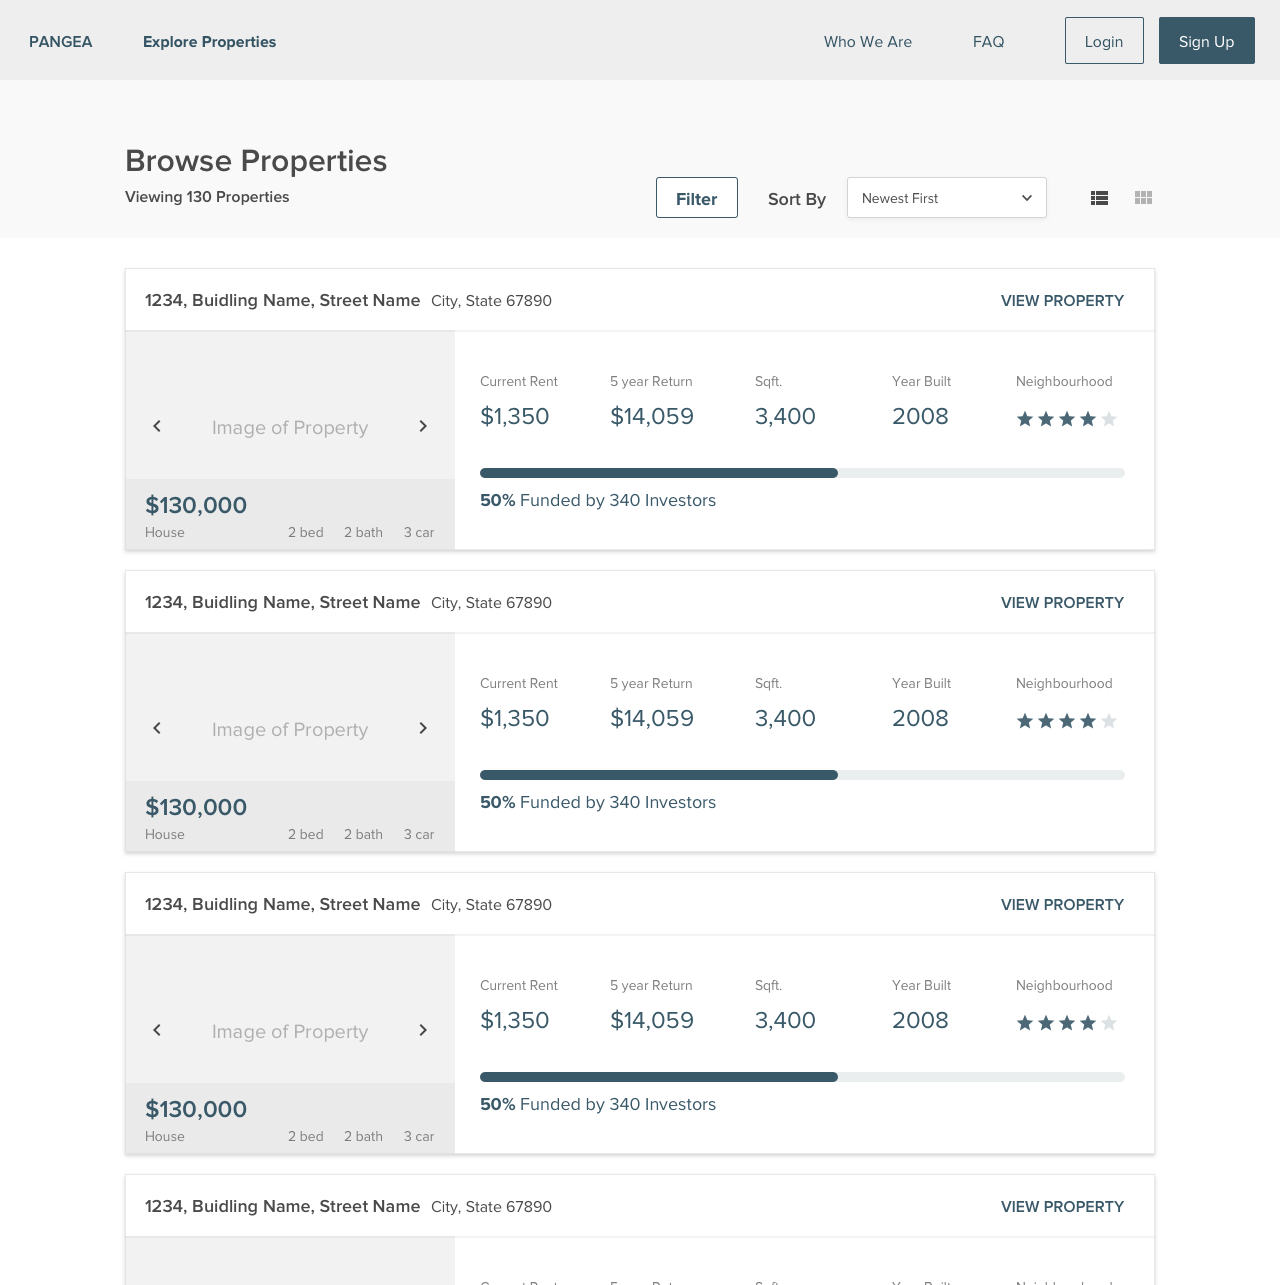 PANGEA Explore Properties Who We Are FAQ Login Sign Up
Browse Properties
Viewing 130 Properties
Filter Sort By Newest First
1234, Buidling Name, Street Name City, State 67890 VIEW PROPERTY
Current Rent 5 year Return Sqft. Year Built Neighbourhood
$1,350 $14,059 3,400 2008
Image of Property
50% Funded by 340 Investors
$130,000
House 2 bed 2 bath 3 car
1234, Buidling Name, Street Name City, State 67890 VIEW PROPERTY
Current Rent 5 year Return Sqft. Year Built Neighbourhood
$1,350 $14,059 3,400 2008
Image of Property
50% Funded by 340 Investors
$130,000
House 2 bed 2 bath 3 car
1234, Buidling Name, Street Name City, State 67890 VIEW PROPERTY
Current Rent 5 year Return Sqft. Year Built Neighbourhood
$1,350 $14,059 3,400 2008
Image of Property
50% Funded by 340 Investors
$130,000
House 2 bed 2 bath 3 car
1234, Buidling Name, Street Name City, State 67890 VIEW PROPERTY